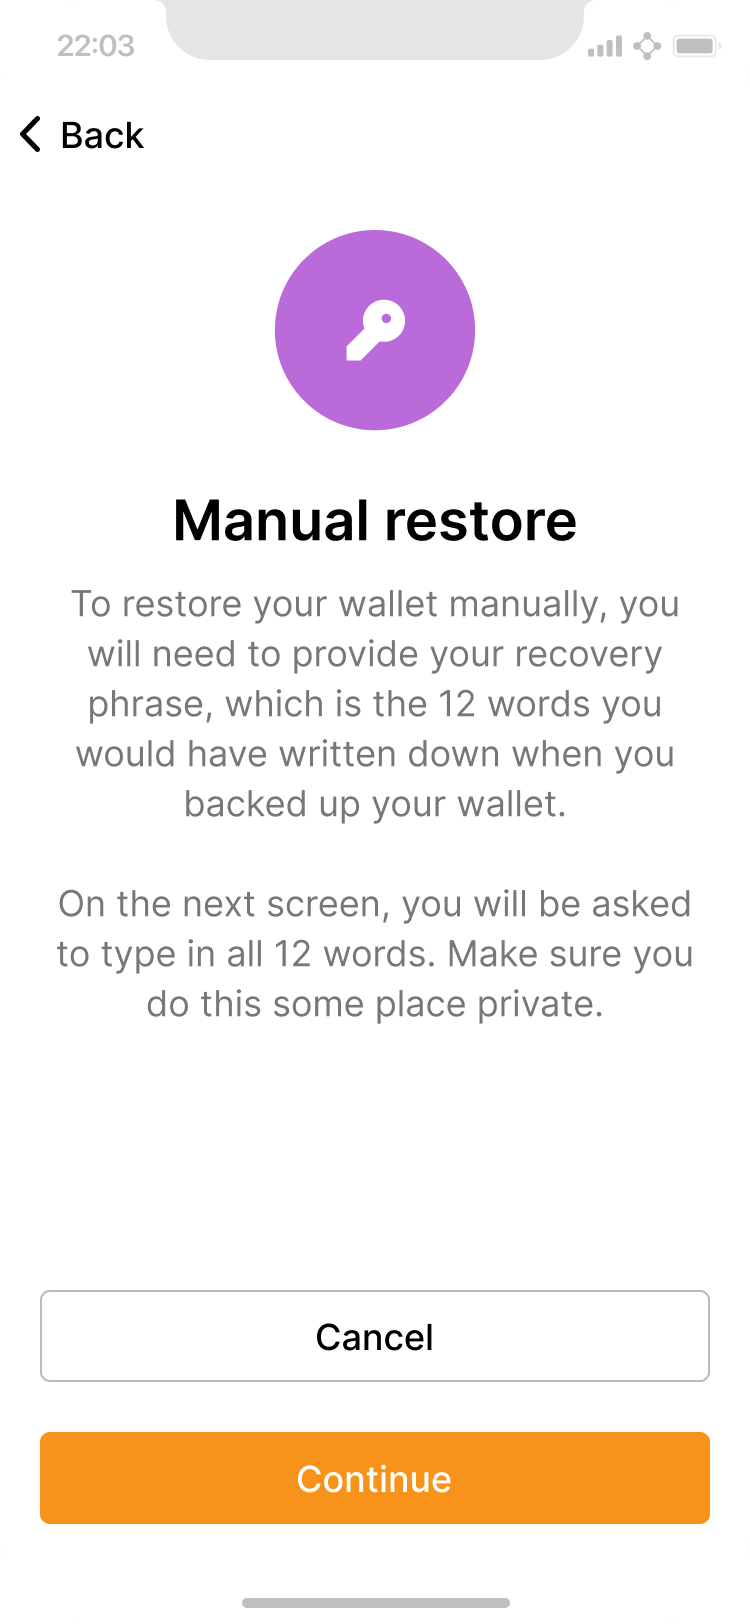 22:03
Back
Manual restore
To restore your wallet manually, you
will need to provide your recovery
phrase, which is the 12 words you
would have written down when you
backed up your wallet.
On the next screen, you will be asked
to type in all 12 words. Make sure you
do this some place private.
Cancel
Continue